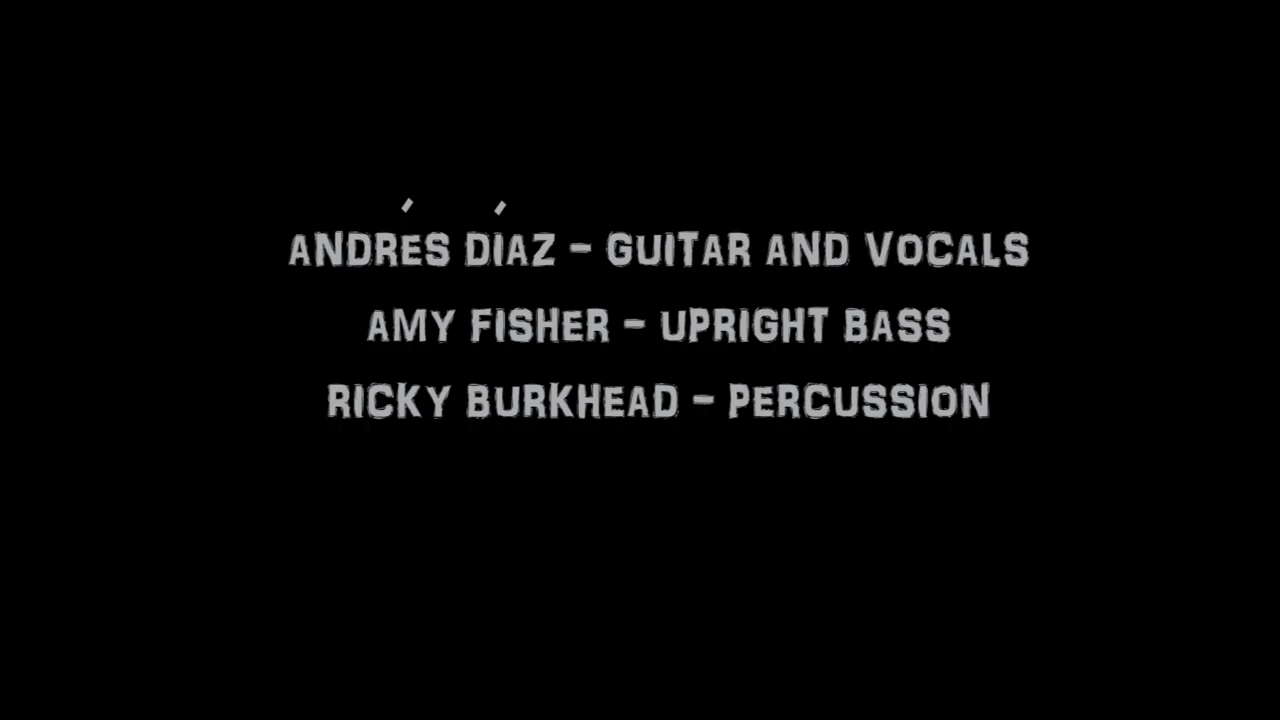 ANDRÉS DÍAZ - GUITAR AND VOCALS
AMY FISHER - UPRIGHT BASS
RICKY BURKHEAD - PERCUSSION